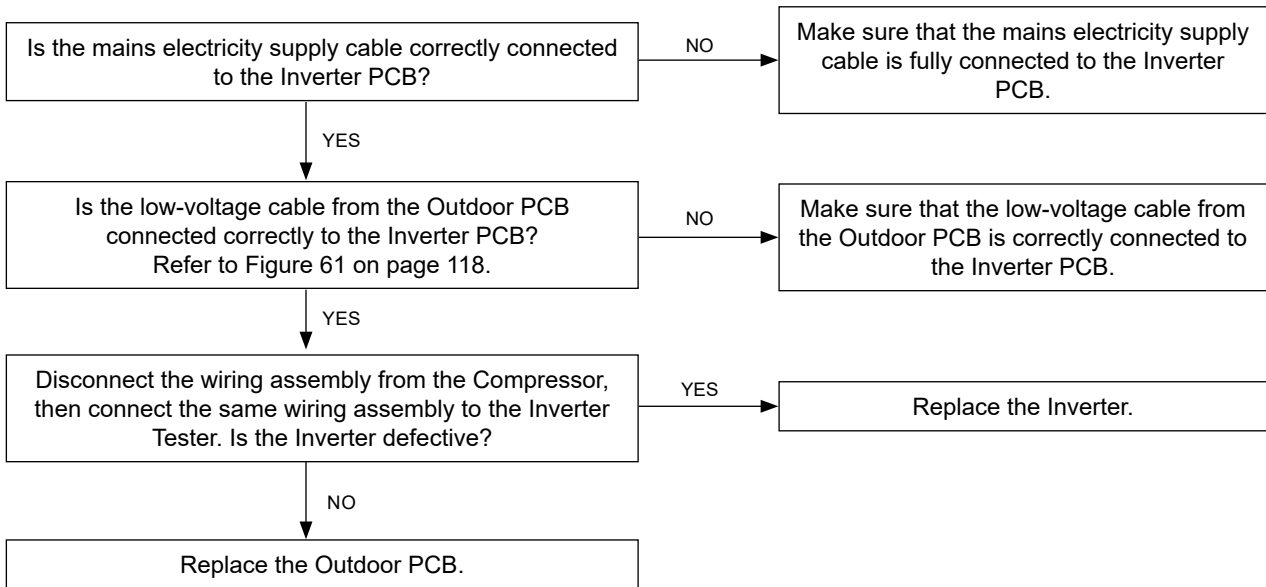 Is the mains electricity supply cable correctly connected
to the Inverter PCB?
NO
Make sure that the mains electricity supply
cable is fully connected to the Inverter
PCB.
YES
Is the low-voltage cable from the Outdoor PCB
connected correctly to the Inverter PCB?
Refer to Figure 61 on page 118.
NO
Make sure that the low-voltage cable from
the Outdoor PCB is correctly connected to
the Inverter PCB.
YES
Disconnect the wiring assembly from the Compressor,
then connect the same wiring assembly to the Inverter
Tester. Is the Inverter defective?
YES
Replace the Inverter.
NO
Replace the Outdoor PCB.